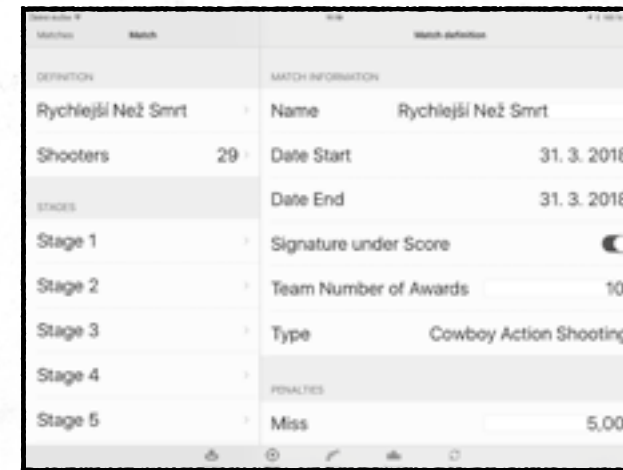 Matches
Match
Match definition
DEFINITION
Rychlejší Než Smrt
Shooters 29
STAGES
Stage 1
Stage 2
Stage 3
Stage 4
Stage 5
MATCH INFORMATION
Name Rychlejší Než Smrt
Date Start 31. 3. 2018
Date End 31. 3. 2018
Signature under Score
Team Number of Awards 10
Type Cowboy Action Shooting
PENALTIES
Miss 5,00